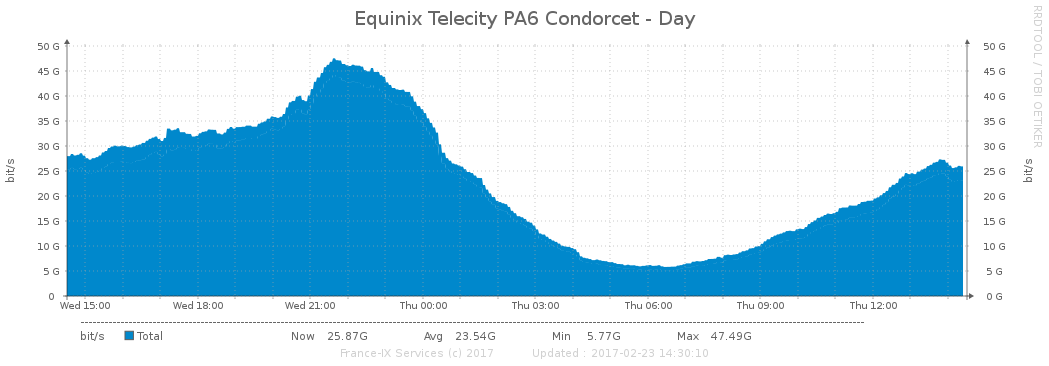 Equinix Telecity PA6 Condorcet - Day
RRDTOOL / TOBI OETIKER
50 G 50 G
45 G 45 G
40 G 40 G
35 G 35 G
30 G 30 G
25 G 25 G
20 G 20 G
15 G 15 G
10 G 10 G
5 G 5 G
0 0 G
bit/s
bit/s
Wed 15:00 Wed 18:00 Wed 21:00 Thu 00:00 Thu 03:00 Thu 06:00 Thu 09:00 Thu 12:00
bit/s Total Now 25.87G Avg 23.54G Min 5.77G Max 47.49G
France-IX Services (c) 2017 Updated : 2017-02-23 14:30:10